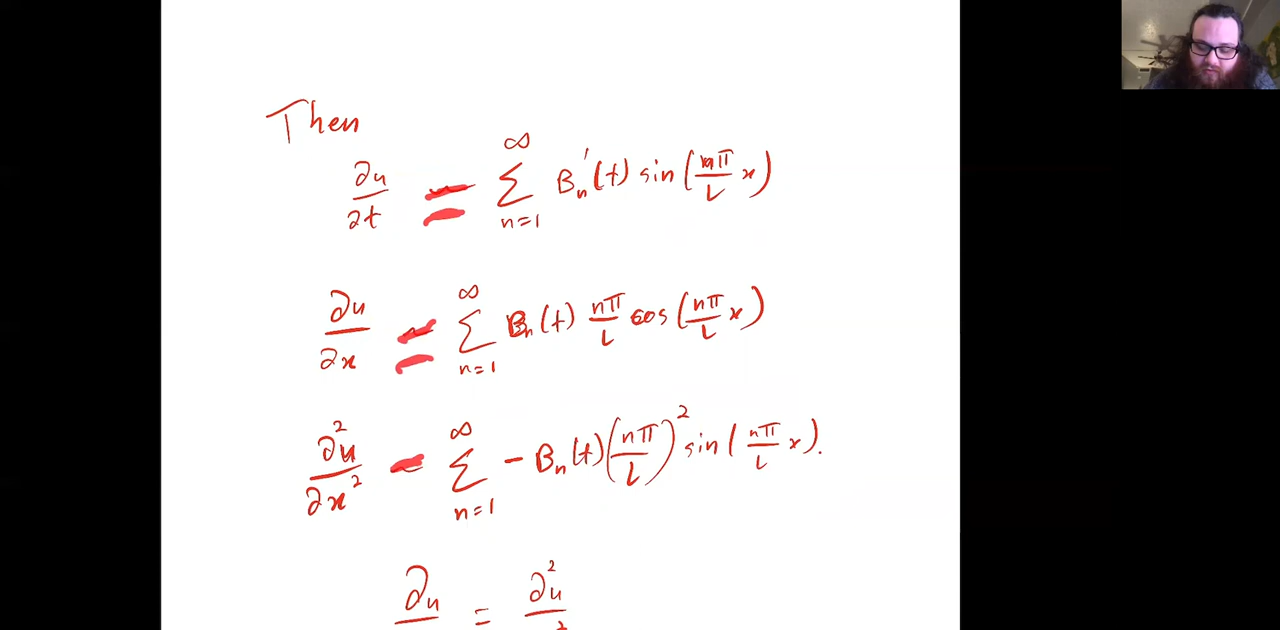 Then
∂u/∂t = ∑_{n=1}^{∞} B_n'(t) sin(nπ/L x)
∂u/∂x = ∑_{n=1}^{∞} B_n(t) nπ/L cos(nπ/L x)
∂²u/∂x² = ∑_{n=1}^{∞} - B_n(t) (nπ/L)² sin(nπ/L x).
∂u = ∂²u